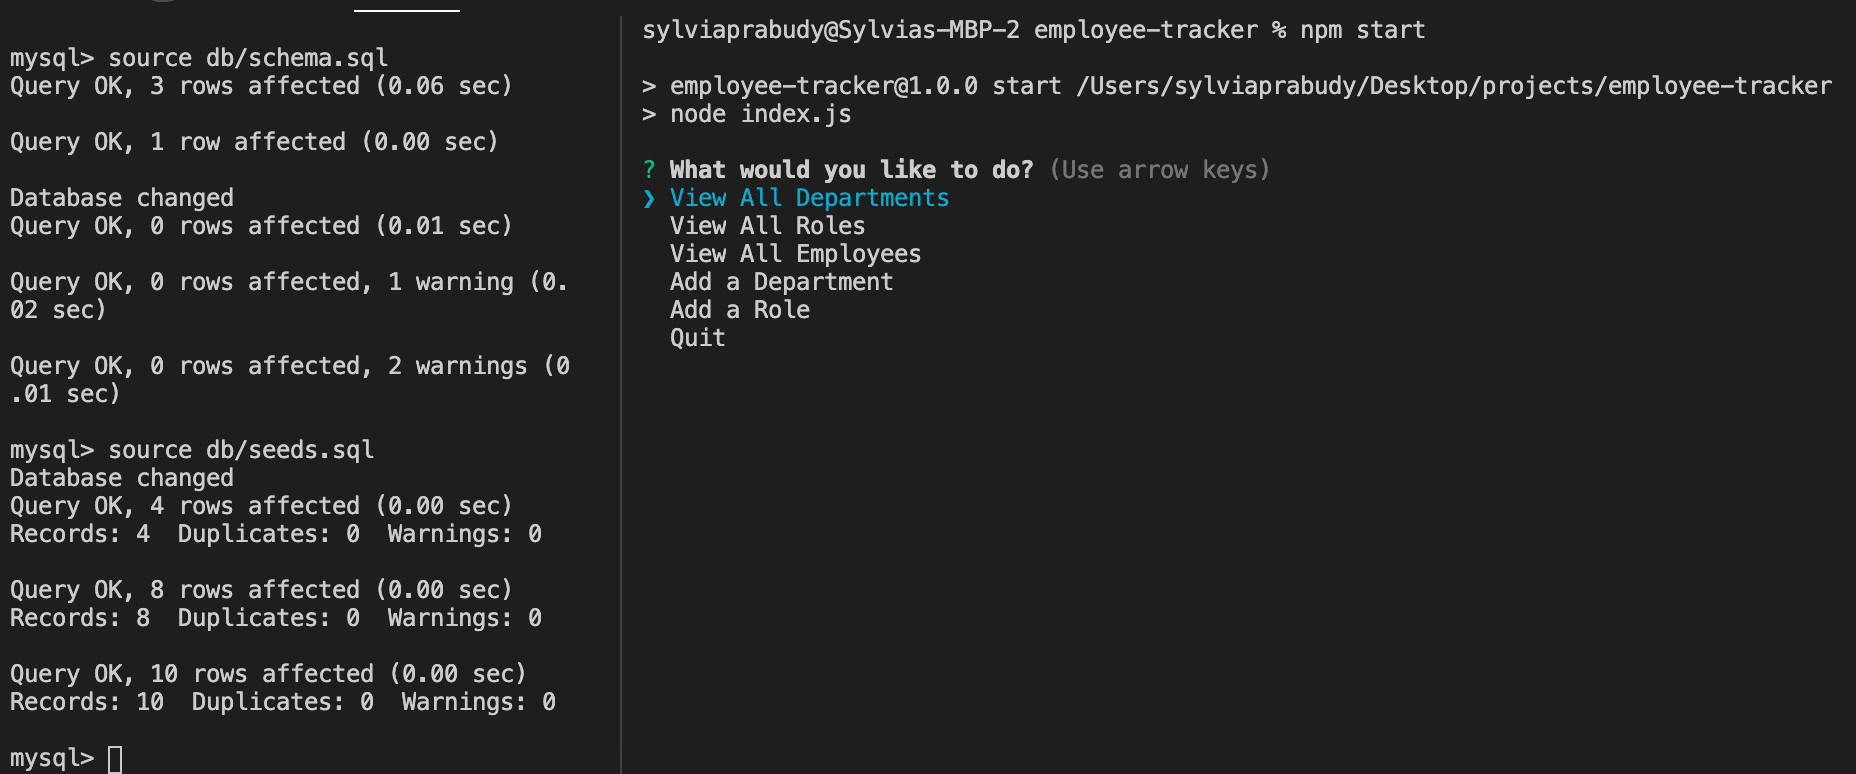 mysql> source db/schema.sql
Query OK, 3 rows affected (0.06 sec)
Query OK, 1 row affected (0.00 sec)
Database changed
Query OK, 0 rows affected (0.01 sec)
Query OK, 0 rows affected, 1 warning (0.
02 sec)
Query OK, 0 rows affected, 2 warnings (0
.01 sec)
mysql> source db/seeds.sql
Database changed
Query OK, 4 rows affected (0.00 sec)
Records: 4  Duplicates: 0  Warnings: 0
Query OK, 8 rows affected (0.00 sec)
Records: 8  Duplicates: 0  Warnings: 0
Query OK, 10 rows affected (0.00 sec)
Records: 10  Duplicates: 0  Warnings: 0
mysql>
sylviaprabudy@Sylvias-MBP-2 employee-tracker % npm start
> employee-tracker@1.0.0 start /Users/sylviaprabudy/Desktop/projects/employee-tracker
> node index.js
? What would you like to do? (Use arrow keys)
❯ View All Departments
View All Roles
View All Employees
Add a Department
Add a Role
Quit